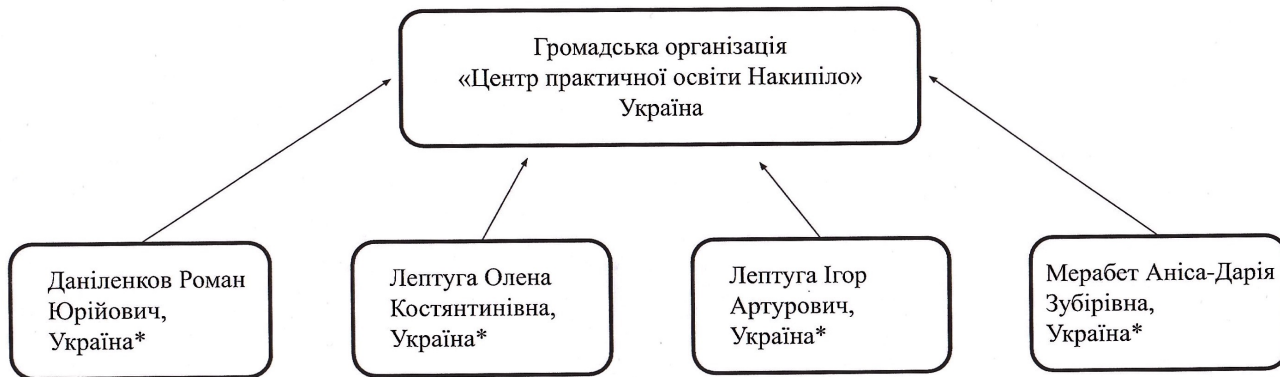 Громадська організація
«Центр практичної освіти Накипіло»
Україна
Даніленков Роман
Юрійович,
Україна*
Лептуга Олена
Костянтинівна,
Україна*
Лептуга Ігор
Артурович,
Україна*
Мерабет Аніса-Дарія
Зубірівна,
Україна*